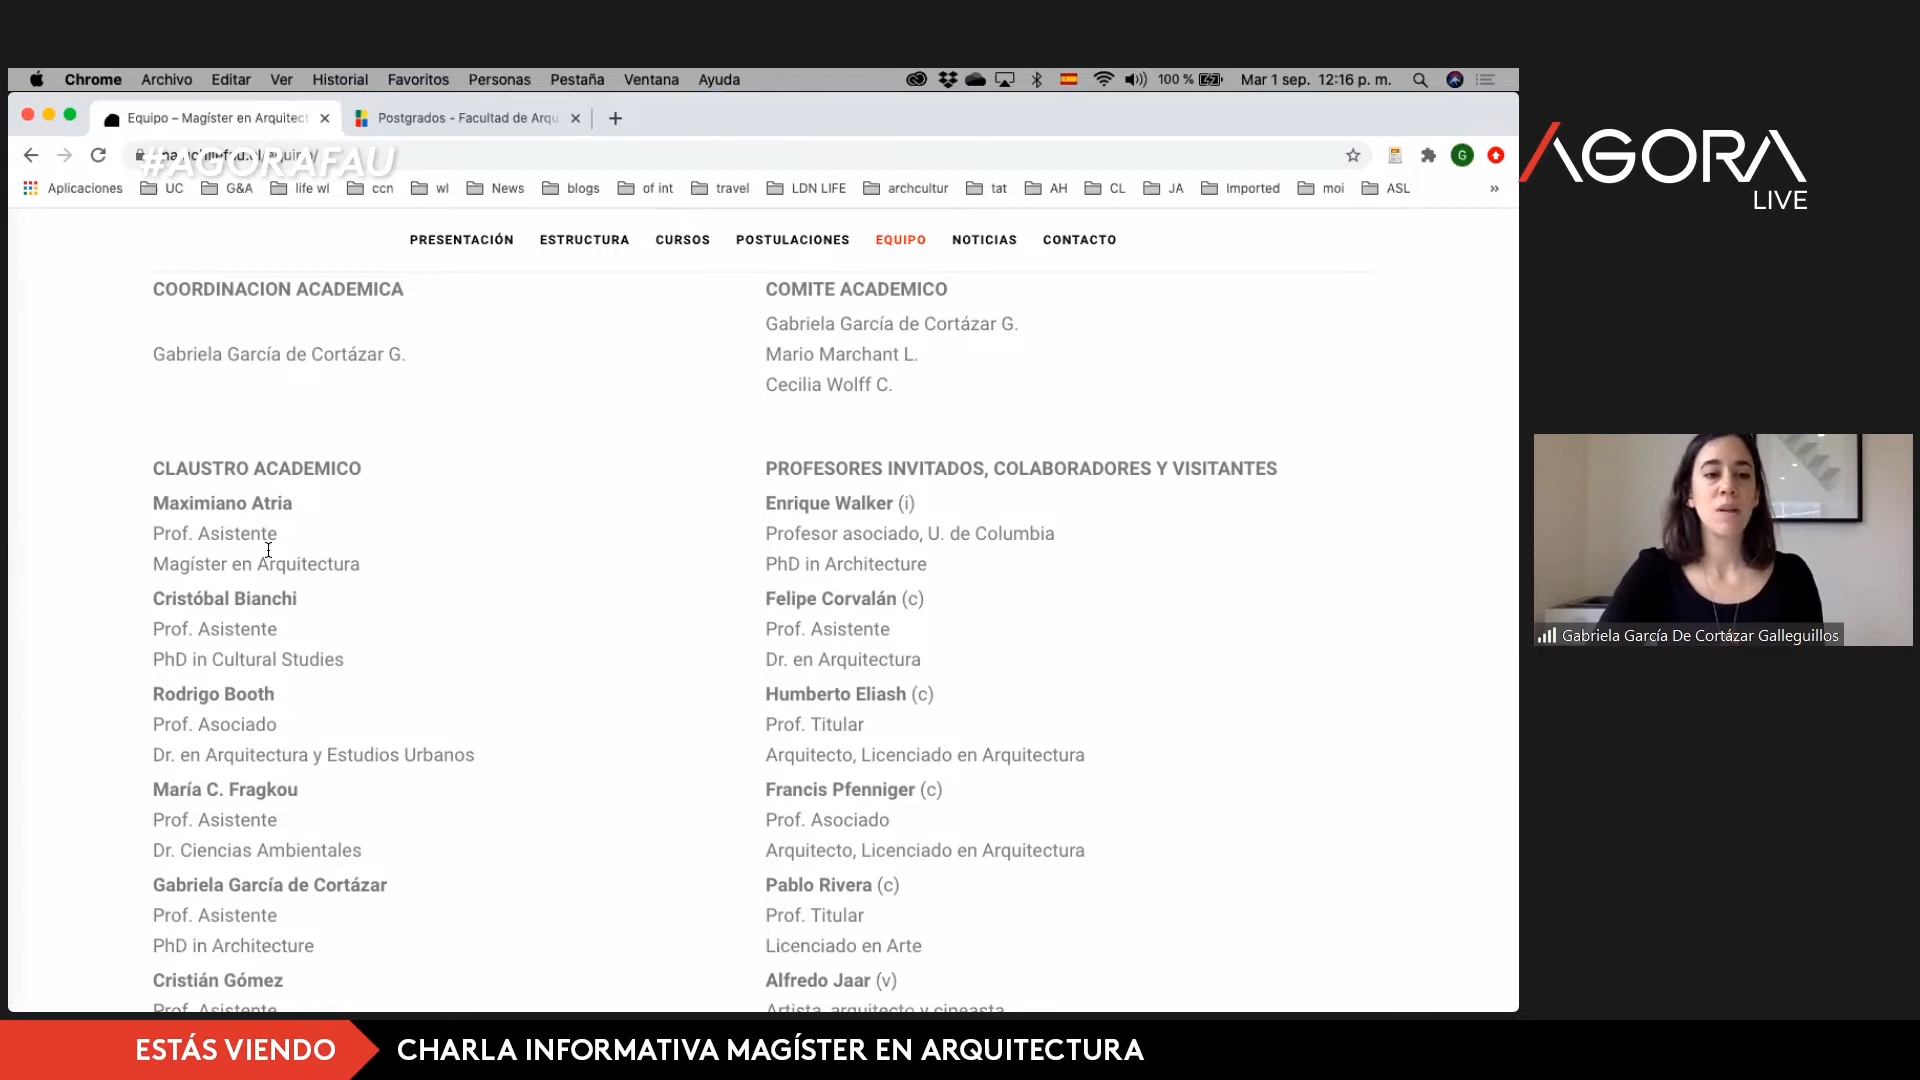 Chrome Archivo Editar Ver Historial Favoritos Personas Pestaña Ventana Ayuda 100 % Mar 1 sep. 12:16 p. m.
Equipo – Magíster en Arquitect
Postgrados - Facultad de Arqu
#AGORAFAU
Aplicaciones UC G&A life wl ccn wl News blogs of int travel LDN LIFE archcultur tat AH CL JA Imported moi ASL »
AGORA
LIVE
PRESENTACIÓN ESTRUCTURA CURSOS POSTULACIONES EQUIPO NOTICIAS CONTACTO
COORDINACION ACADEMICA
Gabriela García de Cortázar G.
COMITE ACADEMICO
Gabriela García de Cortázar G.
Mario Marchant L.
Cecilia Wolff C.
CLAUSTRO ACADEMICO
Maximiano Atria
Prof. Asistente
Magíster en Arquitectura
Cristóbal Bianchi
Prof. Asistente
PhD in Cultural Studies
Rodrigo Booth
Prof. Asociado
Dr. en Arquitectura y Estudios Urbanos
María C. Fragkou
Prof. Asistente
Dr. Ciencias Ambientales
Gabriela García de Cortázar
Prof. Asistente
PhD in Architecture
Cristián Gómez
Prof. Asistente
PROFESORES INVITADOS, COLABORADORES Y VISITANTES
Enrique Walker (i)
Profesor asociado, U. de Columbia
PhD in Architecture
Felipe Corvalán (c)
Prof. Asistente
Dr. en Arquitectura
Humberto Eliash (c)
Prof. Titular
Arquitecto, Licenciado en Arquitectura
Francis Pfenniger (c)
Prof. Asociado
Arquitecto, Licenciado en Arquitectura
Pablo Rivera (c)
Prof. Titular
Licenciado en Arte
Alfredo Jaar (v)
Artista, arquitecto y cineasta
Gabriela García De Cortázar Galleguillos
ESTÁS VIENDO
CHARLA INFORMATIVA MAGÍSTER EN ARQUITECTURA